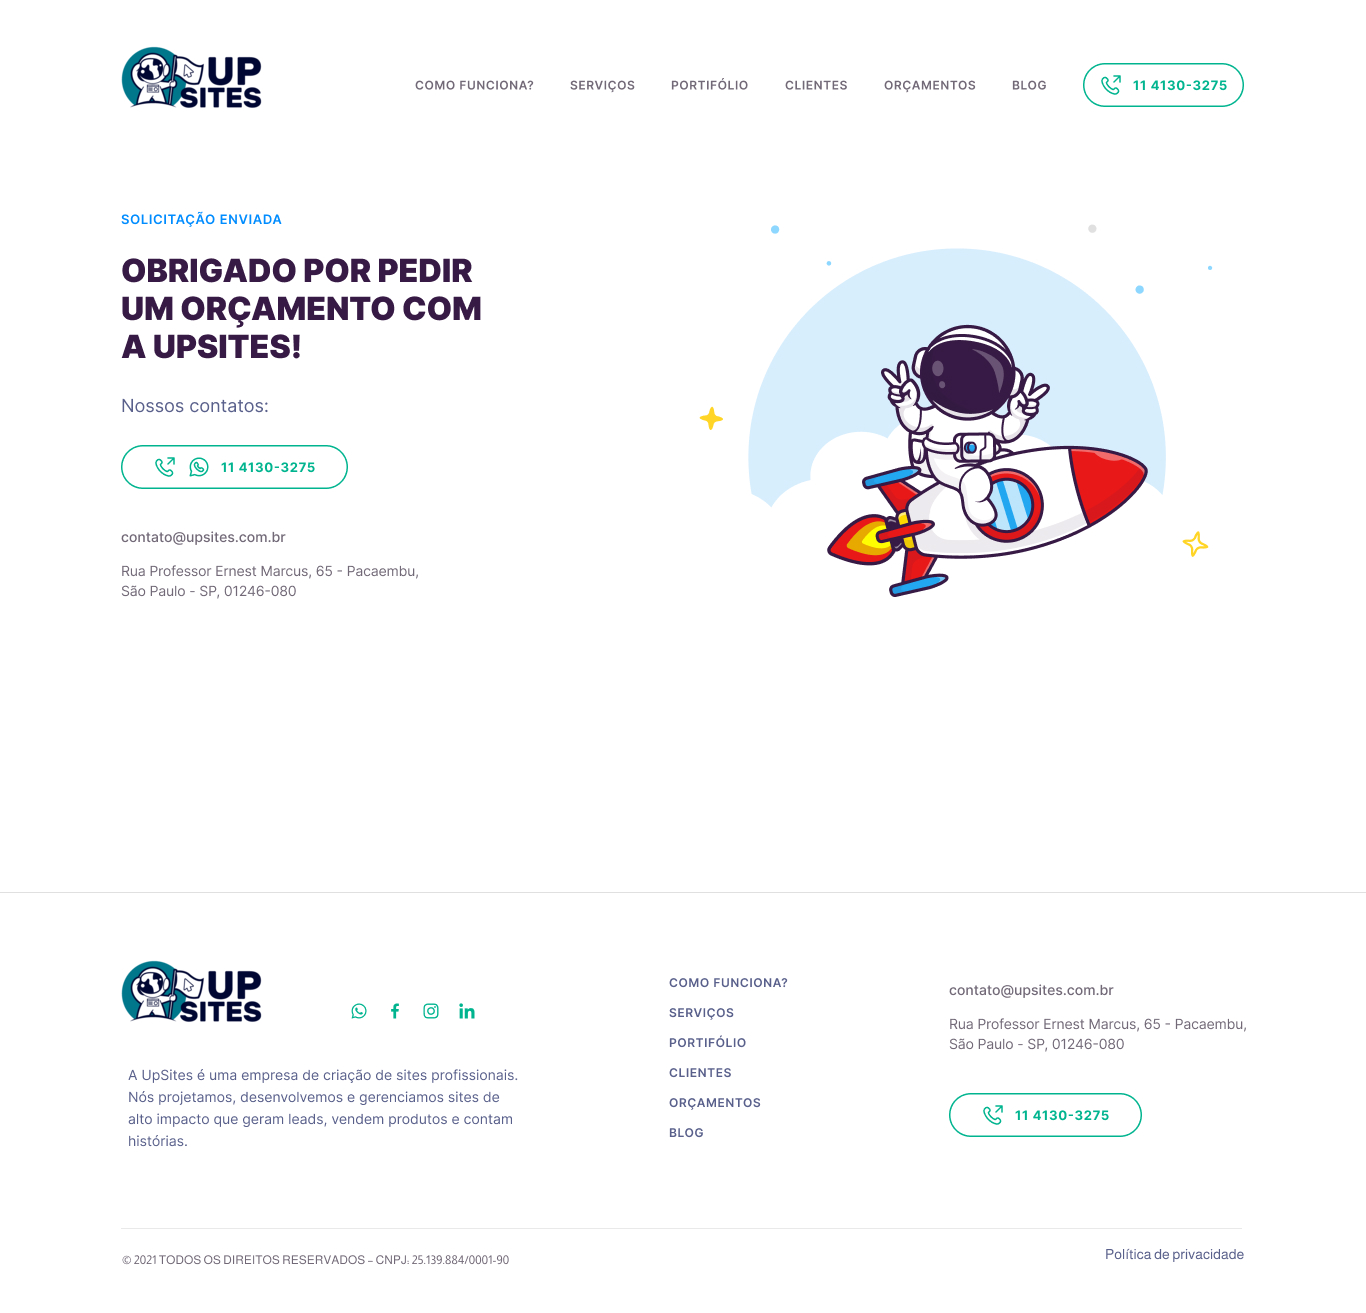 UP
SITES
COMO FUNCIONA?
SERVIÇOS
PORTIFÓLIO
CLIENTES
ORÇAMENTOS
BLOG
11 4130-3275
SOLICITAÇÃO ENVIADA
OBRIGADO POR PEDIR
UM ORÇAMENTO COM
A UPSITES!
Nossos contatos:
11 4130-3275
contato@upsites.com.br
Rua Professor Ernest Marcus, 65 - Pacaembu,
São Paulo - SP, 01246-080
UP
SITES
A UpSites é uma empresa de criação de sites profissionais.
Nós projetamos, desenvolvemos e gerenciamos sites de
alto impacto que geram leads, vendem produtos e contam
histórias.
COMO FUNCIONA?
SERVIÇOS
PORTIFÓLIO
CLIENTES
ORÇAMENTOS
BLOG
contato@upsites.com.br
Rua Professor Ernest Marcus, 65 - Pacaembu,
São Paulo - SP, 01246-080
11 4130-3275
© 2021 TODOS OS DIREITOS RESERVADOS – CNPJ: 25.139.884/0001-90
Política de privacidade